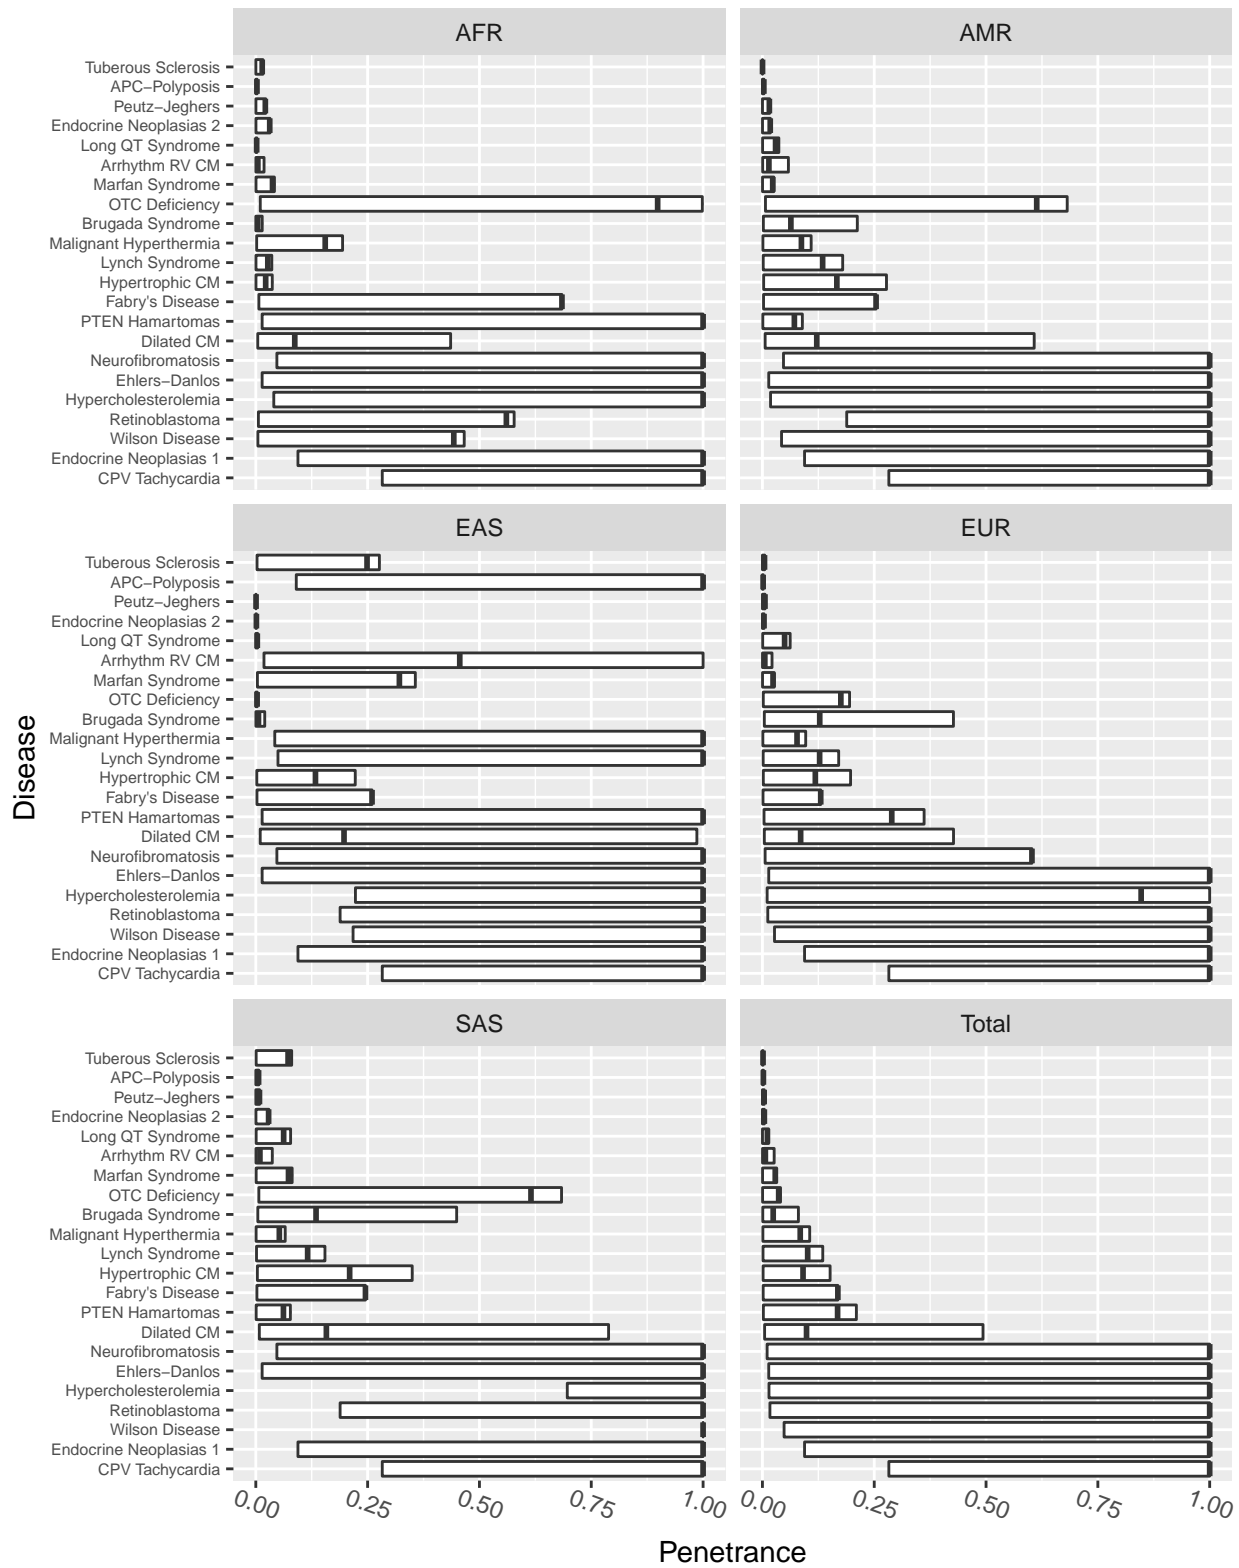 AFR
AMR
Tuberous Sclerosis
APC−Polyposis
Peutz−Jeghers
Endocrine Neoplasias 2
Long QT Syndrome
Arrhythm RV CM
Marfan Syndrome
OTC Deficiency
Brugada Syndrome
Malignant Hyperthermia
Lynch Syndrome
Hypertrophic CM
Fabry's Disease
PTEN Hamartomas
Dilated CM
Neurofibromatosis
Ehlers−Danlos
Hypercholesterolemia
Retinoblastoma
Wilson Disease
Endocrine Neoplasias 1
CPV Tachycardia
EAS
EUR
Tuberous Sclerosis
APC−Polyposis
Peutz−Jeghers
Endocrine Neoplasias 2
Long QT Syndrome
Arrhythm RV CM
Marfan Syndrome
OTC Deficiency
Brugada Syndrome
Malignant Hyperthermia
Lynch Syndrome
Hypertrophic CM
Fabry's Disease
PTEN Hamartomas
Dilated CM
Neurofibromatosis
Ehlers−Danlos
Hypercholesterolemia
Retinoblastoma
Wilson Disease
Endocrine Neoplasias 1
CPV Tachycardia
Disease
SAS
Total
Tuberous Sclerosis
APC−Polyposis
Peutz−Jeghers
Endocrine Neoplasias 2
Long QT Syndrome
Arrhythm RV CM
Marfan Syndrome
OTC Deficiency
Brugada Syndrome
Malignant Hyperthermia
Lynch Syndrome
Hypertrophic CM
Fabry's Disease
PTEN Hamartomas
Dilated CM
Neurofibromatosis
Ehlers−Danlos
Hypercholesterolemia
Retinoblastoma
Wilson Disease
Endocrine Neoplasias 1
CPV Tachycardia
0.00 0.25 0.50 0.75 1.00
0.00 0.25 0.50 0.75 1.00
Penetrance